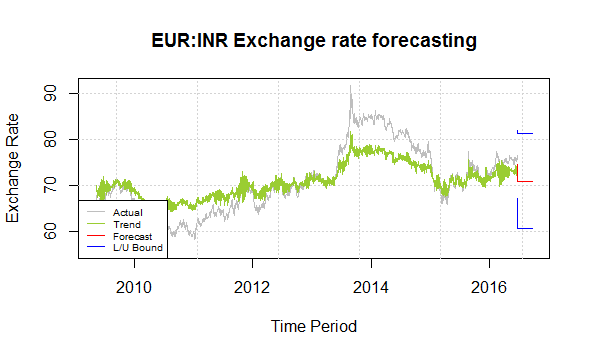 EUR:INR Exchange rate forecasting
Exchange Rate
90
80
70
60
Actual
Trend
Forecast
L/U Bound
2010 2012 2014 2016
Time Period